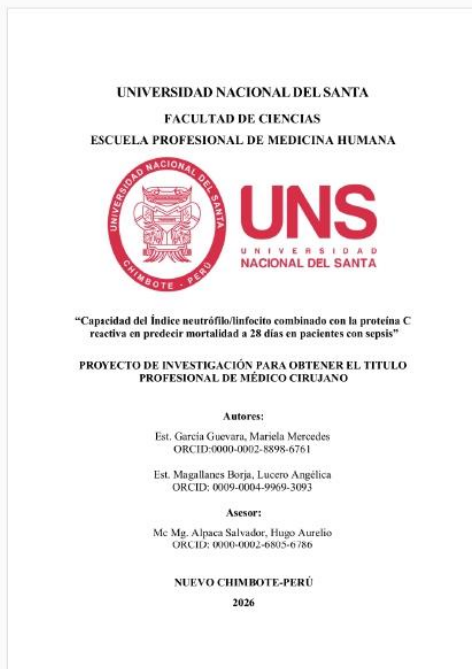 UNIVERSIDAD NACIONAL DEL SANTA
FACULTAD DE CIENCIAS
ESCUELA PROFESIONAL DE MEDICINA HUMANA
UNIVERSIDAD NACIONAL DEL SANTA
CHIMBOTE - PERÚ
UNS
UNIVERSIDAD
NACIONAL DEL SANTA
“Capacidad del Índice neutrófilo/linfocito combinado con la proteína C
reactiva en predecir mortalidad a 28 días en pacientes con sepsis”
PROYECTO DE INVESTIGACIÓN PARA OBTENER EL TITULO
PROFESIONAL DE MÉDICO CIRUJANO
Autores:
Est. García Guevara, Mariela Mercedes
ORCID:0000-0002-8898-6761
Est. Magallanes Borja, Lucero Angélica
ORCID: 0009-0004-9969-3093
Asesor:
Mc Mg. Alpaca Salvador, Hugo Aurelio
ORCID: 0000-0002-6805-6786
NUEVO CHIMBOTE-PERÚ
2026